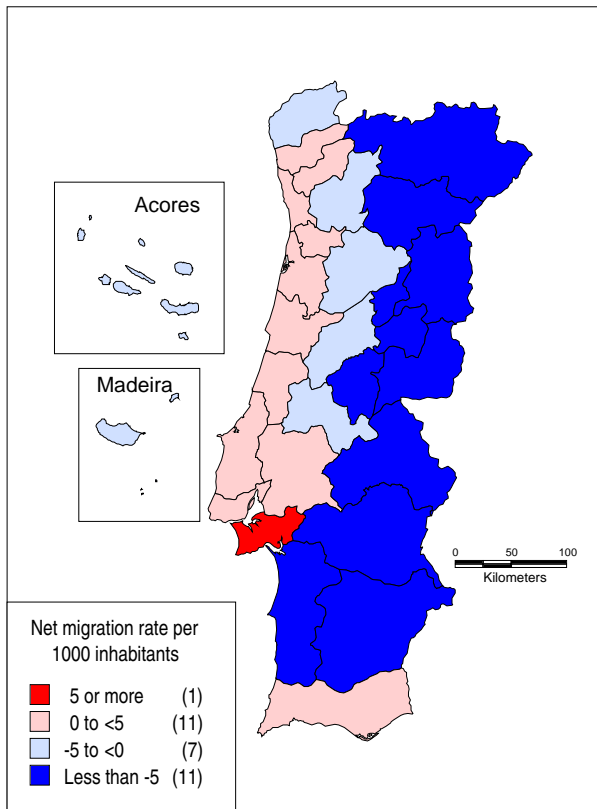 Acores
Madeira
0 50 100
Kilometers
Net migration rate per
1000 inhabitants
5 or more (1)
0 to <5 (11)
-5 to <0 (7)
Less than -5 (11)